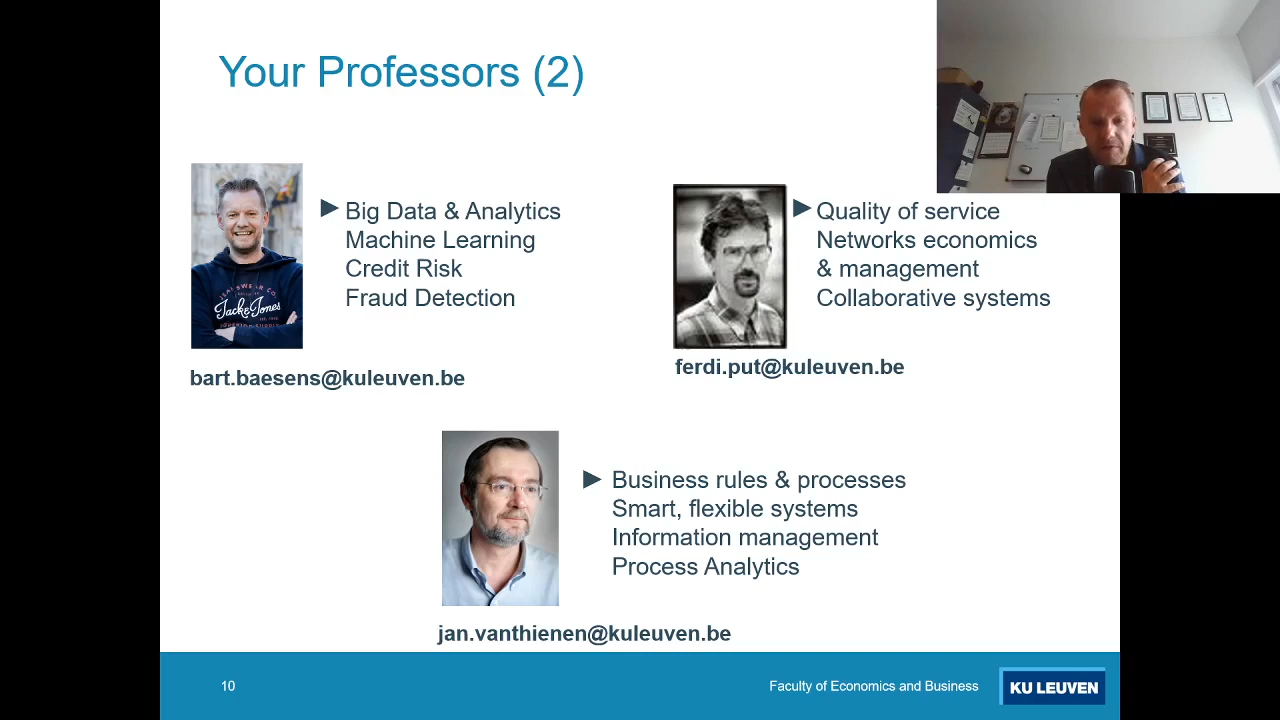 Your Professors (2)
Big Data & Analytics
Machine Learning
Credit Risk
Fraud Detection
bart.baesens@kuleuven.be
Quality of service
Networks economics
& management
Collaborative systems
ferdi.put@kuleuven.be
Jack & Jones
Business rules & processes
Smart, flexible systems
Information management
Process Analytics
jan.vanthienen@kuleuven.be
10
Faculty of Economics and Business
KU LEUVEN